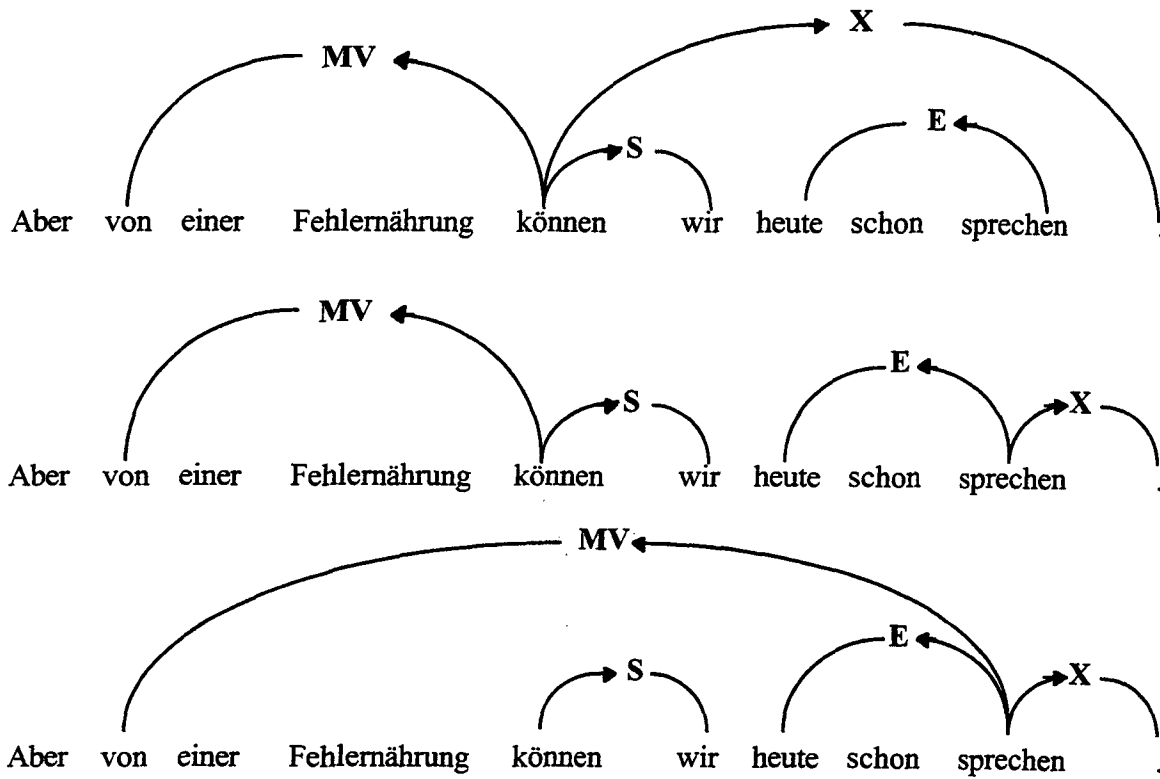 X
MV
E
S
Aber von einer Fehlernährung können wir heute schon sprechen .
MV
E
S X
Aber von einer Fehlernährung können wir heute schon sprechen .
MV
E
S X
Aber von einer Fehlernährung können wir heute schon sprechen .